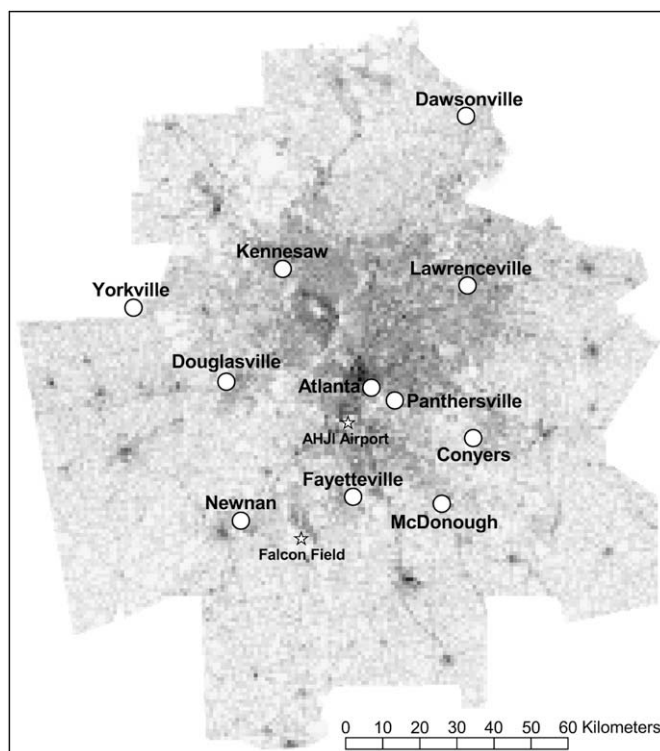 Dawsonville
Kennesaw
Lawrenceville
Yorkville
Douglasville
Atlanta
Panthersville
AHJI Airport
Conyers
Fayetteville
Newnan
McDonough
Falcon Field
0 10 20 30 40 50 60 Kilometers